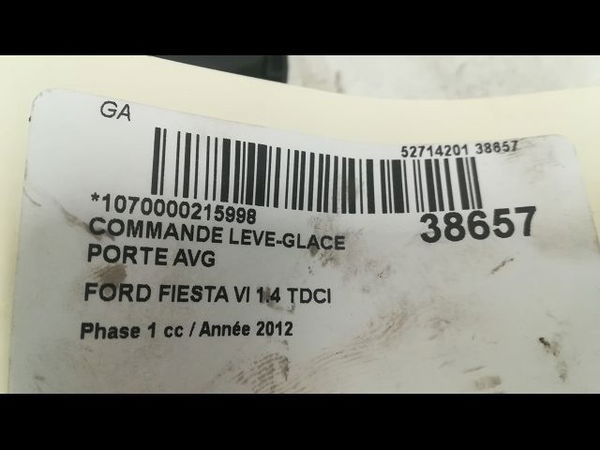 GA
52714201 38657
*1070000215998
38657
COMMANDE LEVE-GLACE
PORTE AVG
FORD FIESTA VI 1.4 TDCI
Phase 1 cc / Année 2012